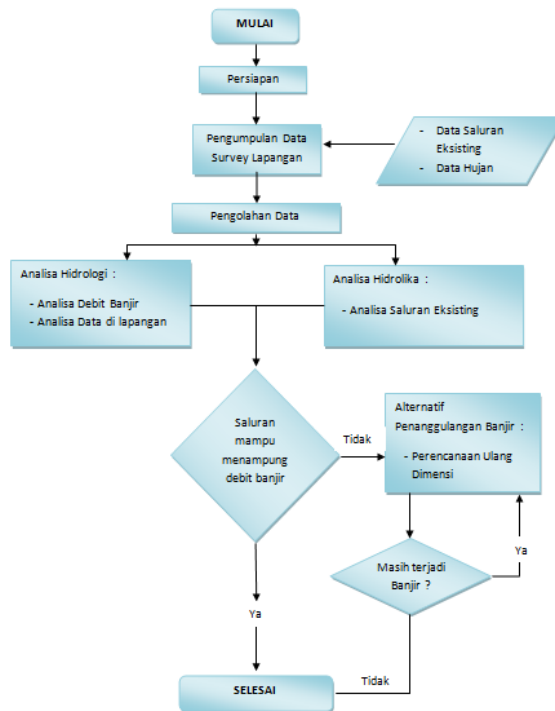 MULAI
Persiapan
Pengumpulan Data
Survey Lapangan
- Data Saluran
Eksisting
- Data Hujan
Pengolahan Data
Analisa Hidrologi :
- Analisa Debit Banjir
- Analisa Data di lapangan
Analisa Hidrolika :
- Analisa Saluran Eksisting
Saluran
mampu
menampung
debit banjir
Tidak
Alternatif
Penanggulangan Banjir :
- Perencanaan Ulang
Dimensi
Masih terjadi
Banjir ?
Ya
Ya
Tidak
SELESAI